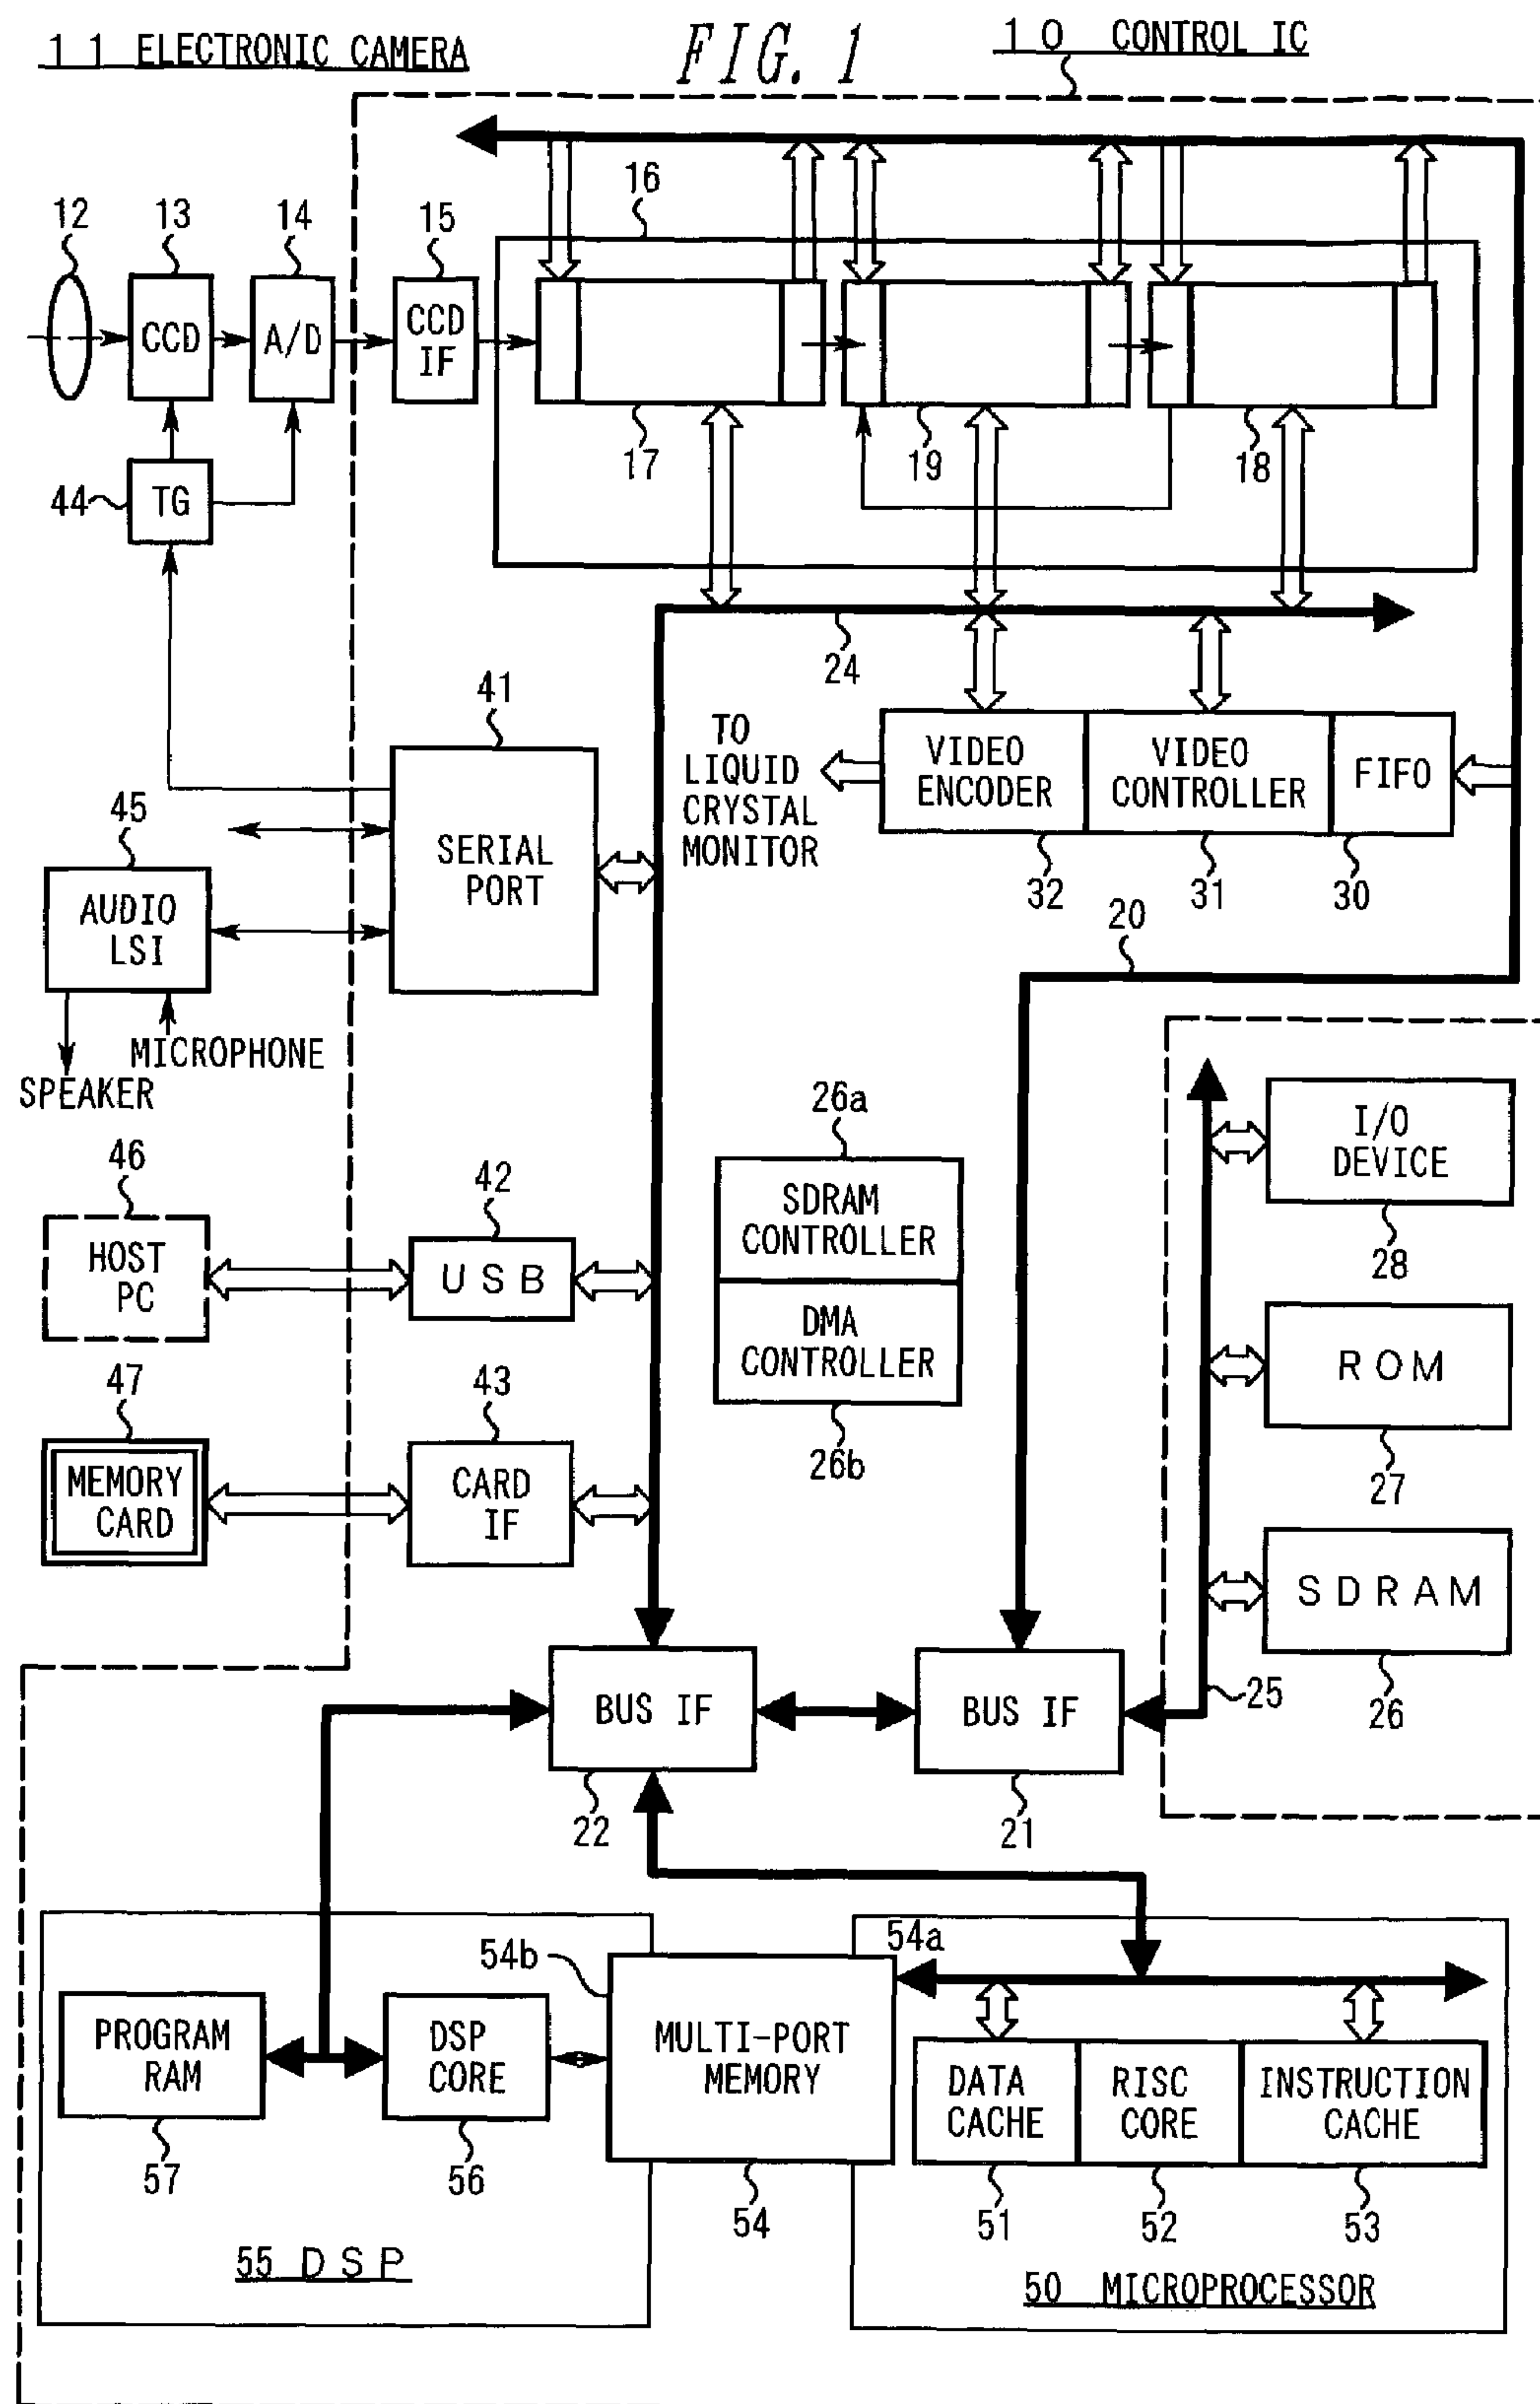 11 ELECTRONIC CAMERA
FIG. 1
10 CONTROL IC
16
12
13
14
15
CCD
A/D
CCD
IF
17
19
18
44
TG
24
41
TO
LIQUID
CRYSTAL
MONITOR
VIDEO
ENCODER
VIDEO
CONTROLLER
FIFO
32
31
30
45
SERIAL
PORT
AUDIO
LSI
20
MICROPHONE
SPEAKER
26a
I/O
DEVICE
28
46
42
SDRAM
CONTROLLER
HOST
PC
USB
DMA
CONTROLLER
ROM
27
47
43
26b
MEMORY
CARD
CARD
IF
SDRAM
26
25
BUS IF
BUS IF
22
21
54b
54a
PROGRAM
RAM
DSP
CORE
MULTI-PORT
MEMORY
DATA
CACHE
RISC
CORE
INSTRUCTION
CACHE
57
56
54
51
52
53
55 DSP
50 MICROPROCESSOR